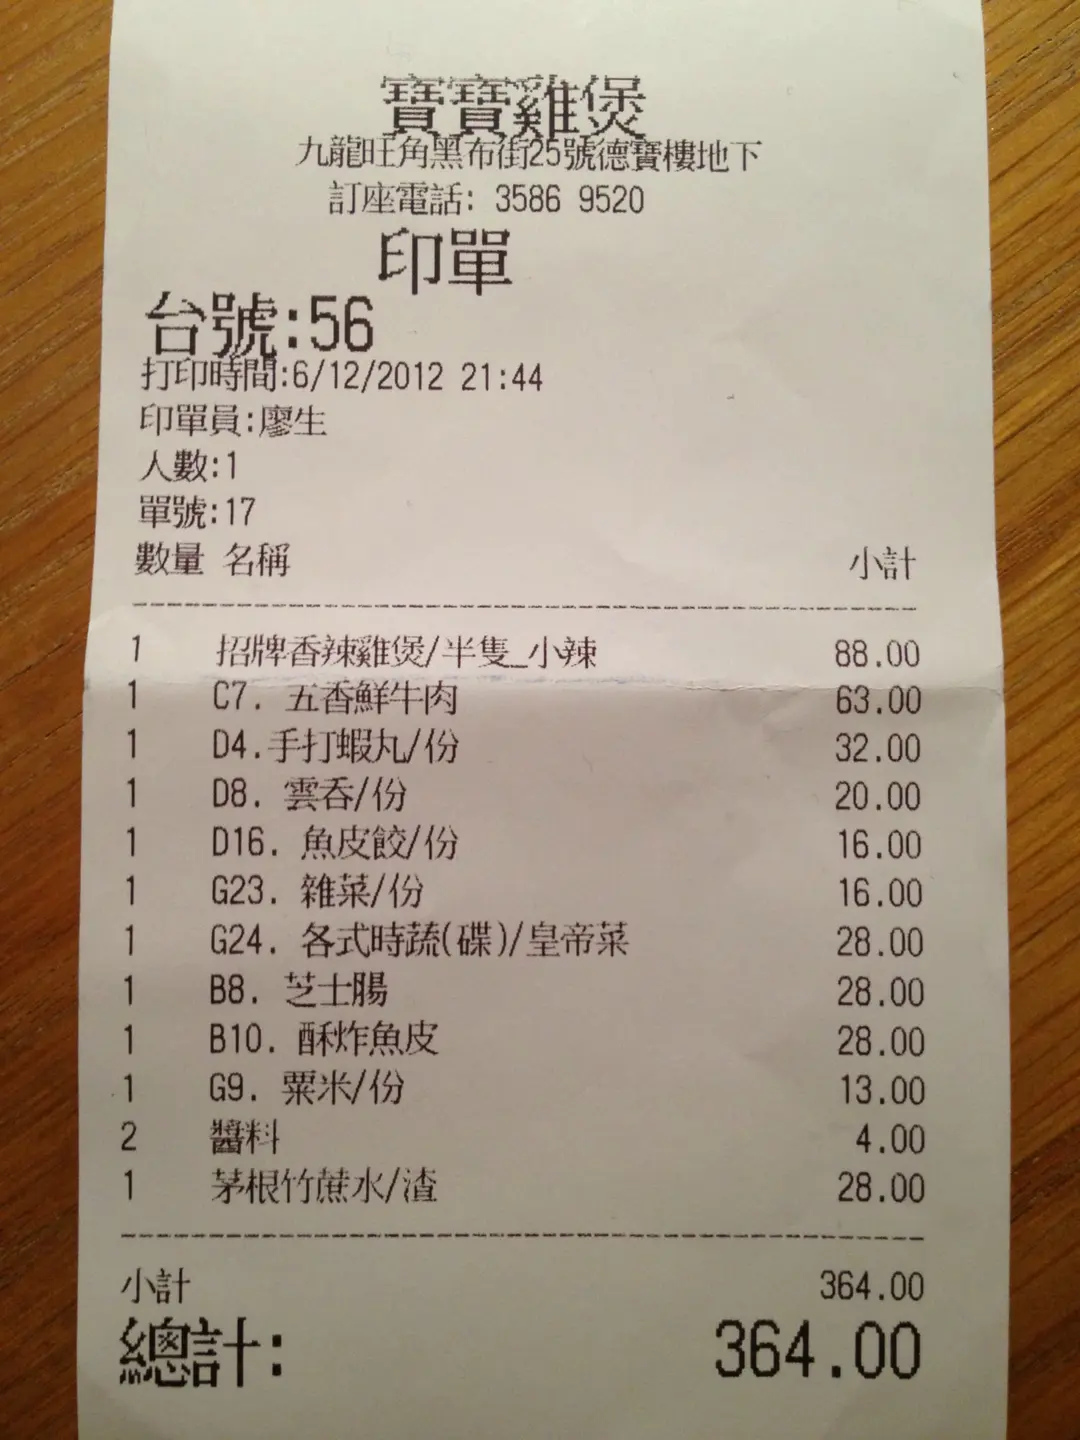 寶寶雞煲
九龍旺角黑布街25號德寶樓地下
訂座電話: 3586 9520
印單
台號:56
打印時間:6/12/2012 21:44
印單員:廖生
人數:1
單號:17
數量 名稱 小計
1 招牌香辣雞煲/半隻_小辣 88.00
1 C7. 五香鮮牛肉 63.00
1 D4.手打蝦丸/份 32.00
1 D8. 雲吞/份 20.00
1 D16. 魚皮餃/份 16.00
1 G23. 雜菜/份 16.00
1 G24. 各式時蔬(碟)/皇帝菜 28.00
1 B8. 芝士腸 28.00
1 B10. 酥炸魚皮 28.00
1 G9. 粟米/份 13.00
2 醬料 4.00
1 茅根竹蔗水/渣 28.00
小計 364.00
總計: 364.00